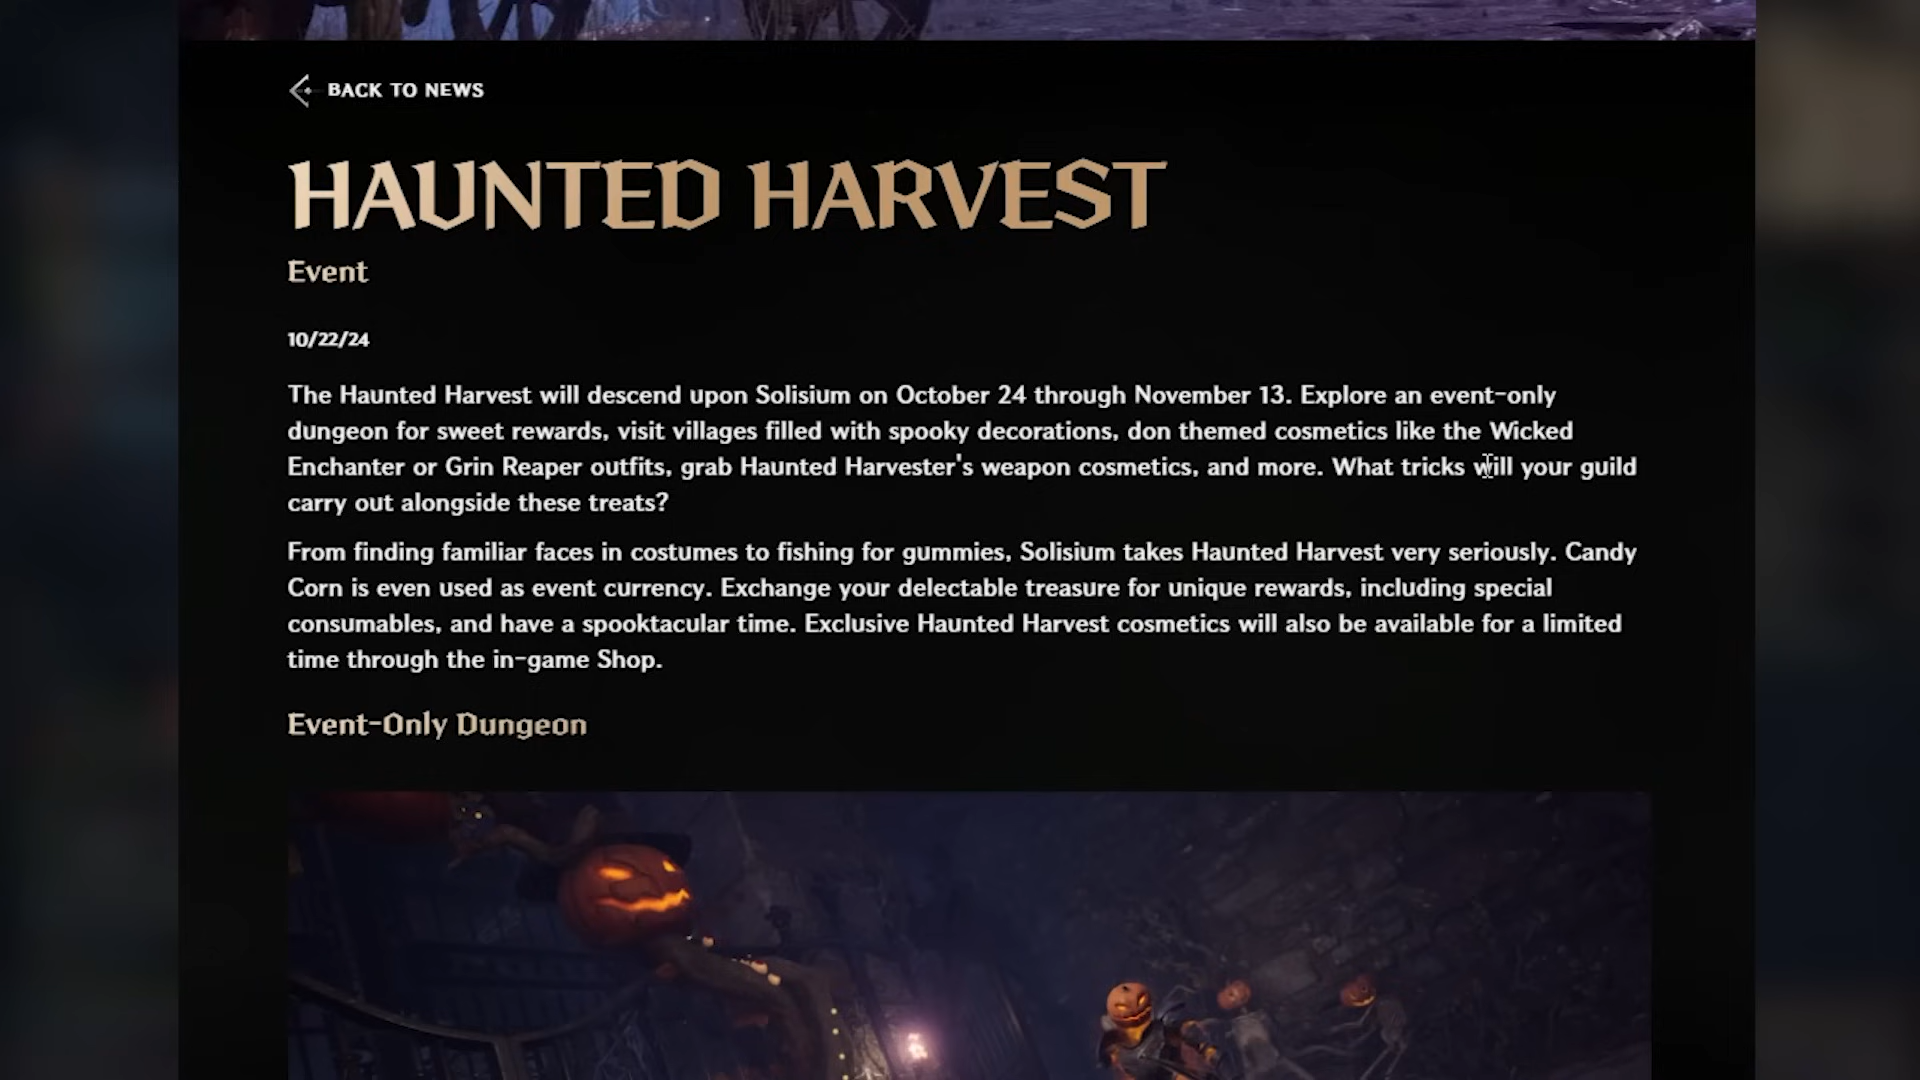 BACK TO NEWS
HAUNTED HARVEST
Event
10/22/24
The Haunted Harvest will descend upon Solisium on October 24 through November 13. Explore an event-only
dungeon for sweet rewards, visit villages filled with spooky decorations, don themed cosmetics like the Wicked
Enchanter or Grin Reaper outfits, grab Haunted Harvester's weapon cosmetics, and more. What tricks will your guild
carry out alongside these treats?
From finding familiar faces in costumes to fishing for gummies, Solisium takes Haunted Harvest very seriously. Candy
Corn is even used as event currency. Exchange your delectable treasure for unique rewards, including special
consumables, and have a spooktacular time. Exclusive Haunted Harvest cosmetics will also be available for a limited
time through the in-game Shop.
Event-Only Dungeon